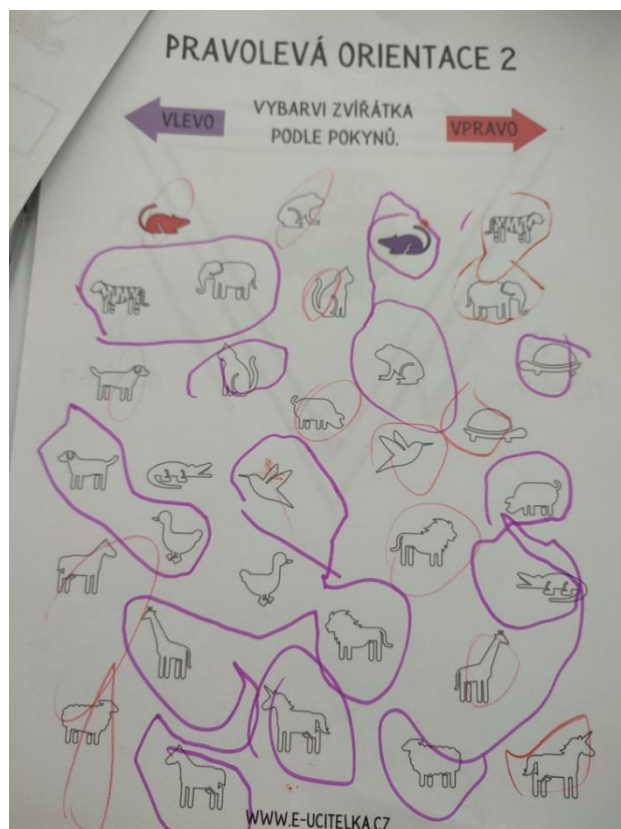 PRAVOLEVÁ ORIENTACE 2
VLEVO
VYBARVI ZVÍŘÁTKA
PODLE POKYNŮ.
VPRAVO
WWW.E-UCITELKA.CZ